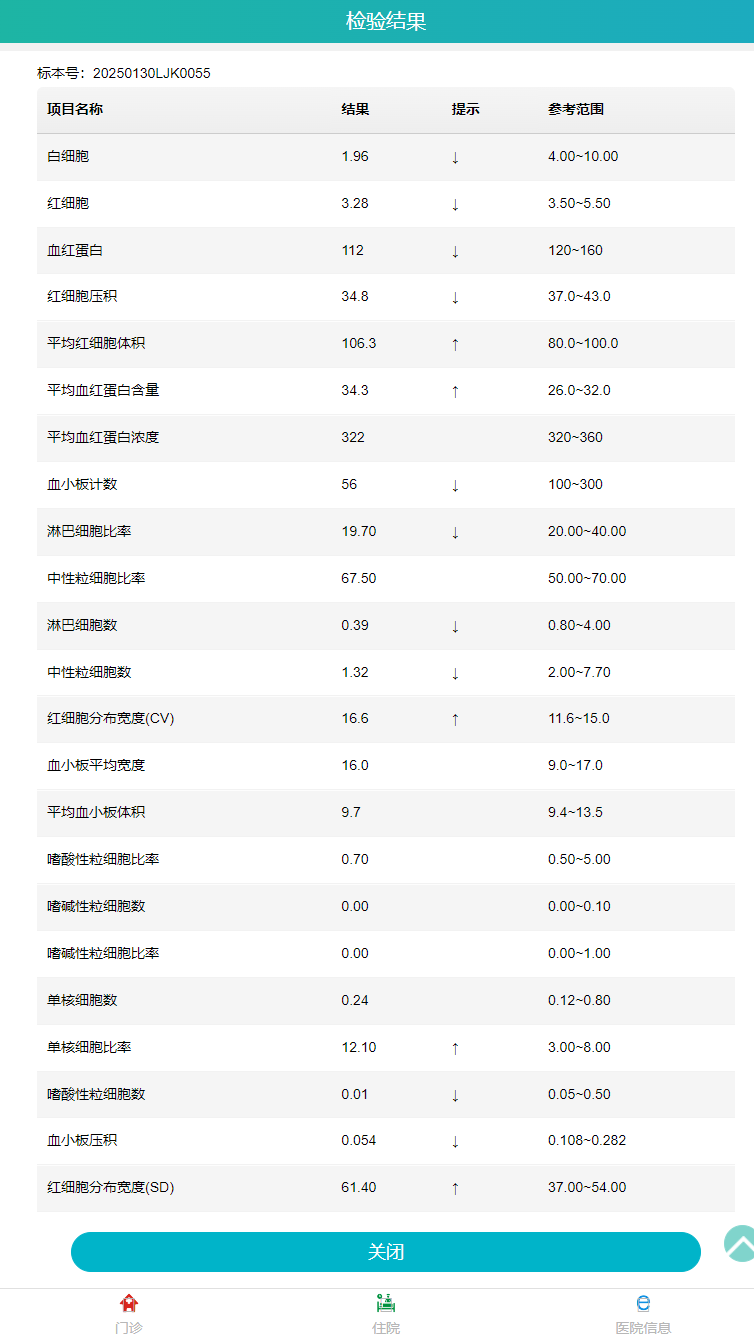 检验结果
标本号：20250130LJK0055
项目名称 结果 提示 参考范围
白细胞 1.96 ↓ 4.00~10.00
红细胞 3.28 ↓ 3.50~5.50
血红蛋白 112 ↓ 120~160
红细胞压积 34.8 ↓ 37.0~43.0
平均红细胞体积 106.3 ↑ 80.0~100.0
平均血红蛋白含量 34.3 ↑ 26.0~32.0
平均血红蛋白浓度 322 320~360
血小板计数 56 ↓ 100~300
淋巴细胞比率 19.70 ↓ 20.00~40.00
中性粒细胞比率 67.50 50.00~70.00
淋巴细胞数 0.39 ↓ 0.80~4.00
中性粒细胞数 1.32 ↓ 2.00~7.70
红细胞分布宽度(CV) 16.6 ↑ 11.6~15.0
血小板平均宽度 16.0 9.0~17.0
平均血小板体积 9.7 9.4~13.5
嗜酸性粒细胞比率 0.70 0.50~5.00
嗜碱性粒细胞数 0.00 0.00~0.10
嗜碱性粒细胞比率 0.00 0.00~1.00
单核细胞数 0.24 0.12~0.80
单核细胞比率 12.10 ↑ 3.00~8.00
嗜酸性粒细胞数 0.01 ↓ 0.05~0.50
血小板压积 0.054 ↓ 0.108~0.282
红细胞分布宽度(SD) 61.40 ↑ 37.00~54.00
关闭
门诊 住院 医院信息